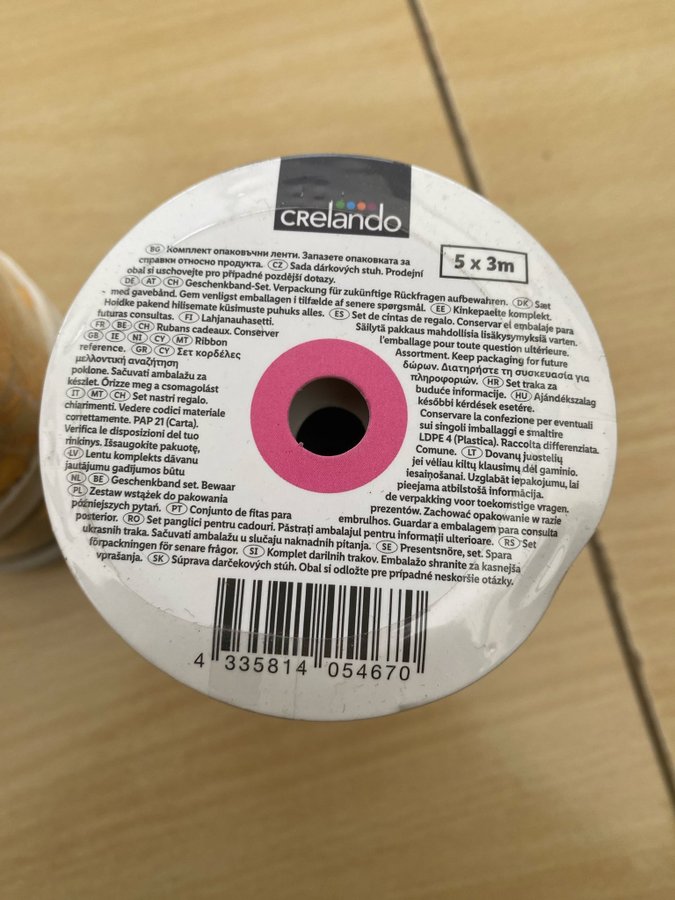 CRelando
5 x 3m
BG Комплект опаковъчни ленти. Запазете опаковката за
справки относно продукта. CZ Sada dárkových stuh. Prodejní
obal si uschovejte pro případné pozdější dotazy.
DE AT CH Geschenkband-Set. Verpackung für zukünftige Rückfragen aufbewahren. DK Sæt
med gavebånd. Gem venligst emballagen i tilfælde af senere spørgsmål. EE Kinkepaelte komplekt.
Hoidke pakend hilisemate küsimuste puhuks alles. ES Set de cintas de regalo. Conservar el embalaje para
futuras consultas. FI Lahjanauhasetti. Säilytä pakkaus mahdollisia lisäkysymyksiä varten.
FR BE CH Rubans cadeaux. Conserver l'emballage pour toute question ultérieure.
GB IE NI CY MT Ribbon Assortment. Keep packaging for future
reference. GR CY Σετ κορδέλες δώρων. Διατηρήστε τη συσκευασία για
μελλοντική αναζήτηση πληροφοριών. HR Set traka za
poklone. Sačuvati ambalažu za buduće informacije. HU Ajándékszalag
készlet. Őrizze meg a csomagolást későbbi kérdések esetére.
IT MT CH Set nastri regalo. Conservare la confezione per eventuali
chiarimenti. Vedere codici materiale sui singoli imballaggi e smaltire
correttamente. PAP 21 (Carta). LDPE 4 (Plastica). Raccolta differenziata.
Verifica le disposizioni del tuo Comune. LT Dovanų juostelių
rinkinys. Išsaugokite pakuotę, jei vėliau kiltų klausimų dėl gaminio.
LV Lentu komplekts dāvanu iesaiņošanai. Uzglabāt iepakojumu, lai
jautājumu gadījumos būtu pieejama atbilstošā informācija.
NL BE Geschenkband set. Bewaar de verpakking voor toekomstige vragen.
PL Zestaw wstążek do pakowania prezentów. Zachować opakowanie w razie
późniejszych pytań. PT Conjunto de fitas para embrulhos. Guardar a embalagem para consulta
posterior. RO Set panglici pentru cadouri. Păstrați ambalajul pentru informații ulterioare. RS Set
ukrasnih traka. Sačuvati ambalažu u slučaju naknadnih pitanja. SE Presentsnöre, set. Spara
förpackningen för senare frågor. SI Komplet darilnih trakov. Embalažo shranite za kasnejša
vprašanja. SK Súprava darčekových stúh. Obal si odložte pre prípadné neskoršie otázky.
4 335814 054670